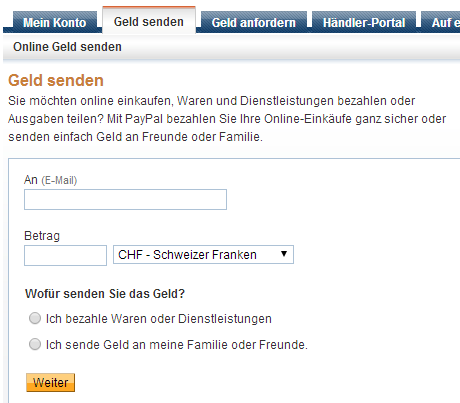 Mein Konto Geld senden Geld anfordern Händler-Portal Auf e
Online Geld senden
Geld senden
Sie möchten online einkaufen, Waren und Dienstleistungen bezahlen oder
Ausgaben teilen? Mit PayPal bezahlen Sie Ihre Online-Einkäufe ganz sicher oder
senden einfach Geld an Freunde oder Familie.
An (E-Mail)
Betrag
CHF - Schweizer Franken
Wofür senden Sie das Geld?
Ich bezahle Waren oder Dienstleistungen
Ich sende Geld an meine Familie oder Freunde.
Weiter